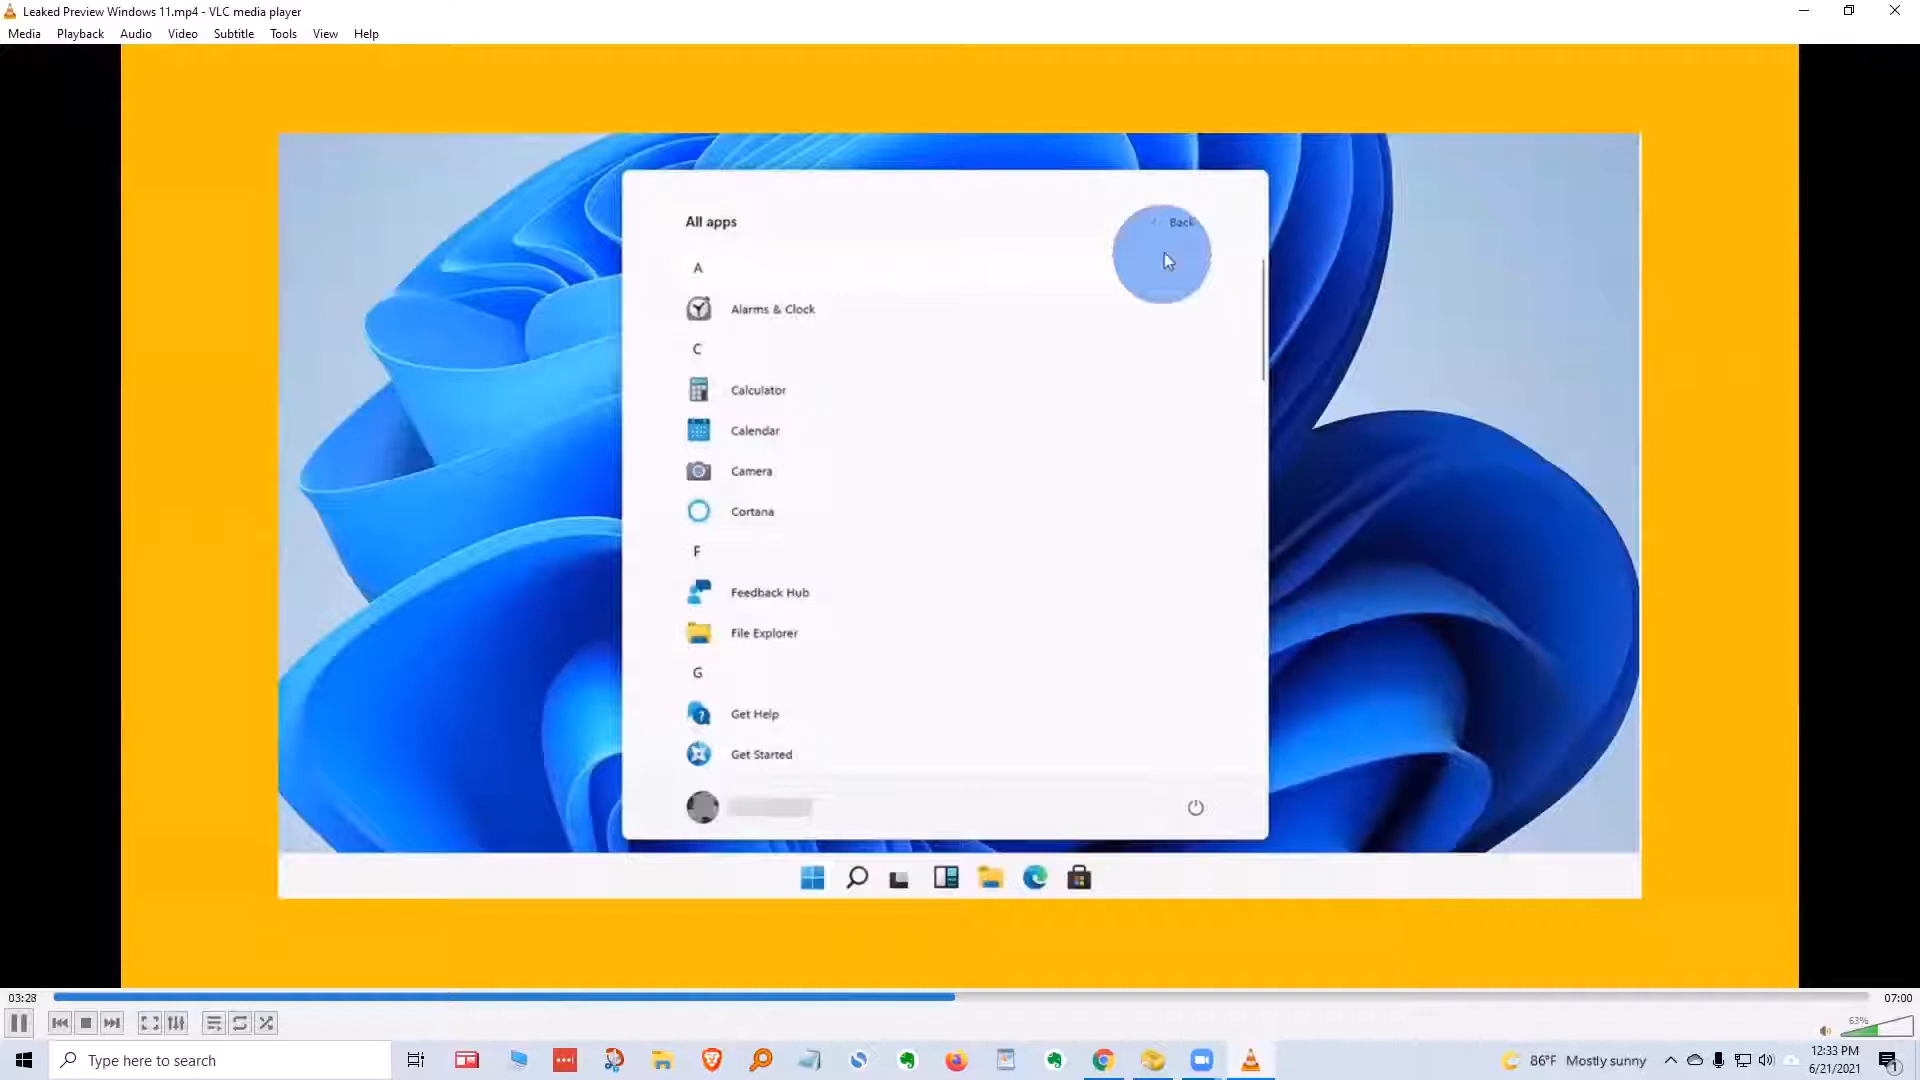 Leaked Preview Windows 11.mp4 - VLC media player
Media Playback Audio Video Subtitle Tools View Help
All apps
Back
A
Alarms & Clock
C
Calculator
Calendar
Camera
Cortana
F
Feedback Hub
File Explorer
G
Get Help
Get Started
03:28
07:00
63%
Type here to search
86°F Mostly sunny
12:33 PM
6/21/2021
1